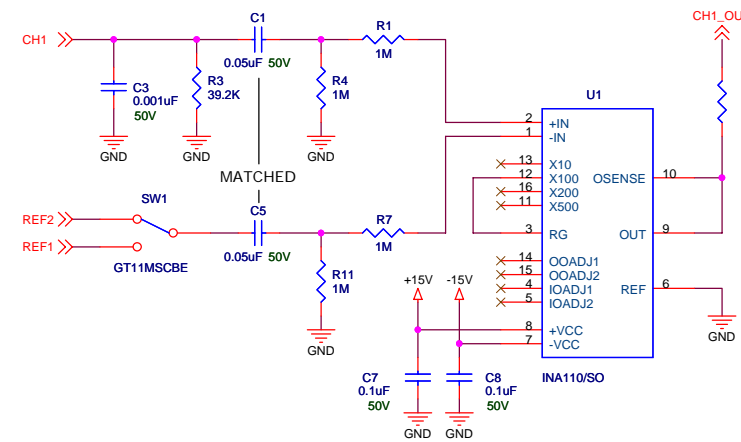 CH1_OU
C1
R1
CH1
0.05uF 50V
1M
C3
0.001uF
50V
R3
39.2K
R4
1M
U1
GND
GND
GND
2
+IN
1
-IN
MATCHED
13
X10
12
X100
OSENSE
10
16
X200
11
X500
SW1
C5
R7
REF2
REF1
3
RG
OUT
9
0.05uF 50V
1M
GT11MSCBE
14
OOADJ1
15
OOADJ2
R11
1M
+15V
-15V
4
IOADJ1
REF
6
5
IOADJ2
8
+VCC
GND
7
-VCC
GND
C7
0.1uF
50V
C8
0.1uF
50V
INA110/SO
GND
GND